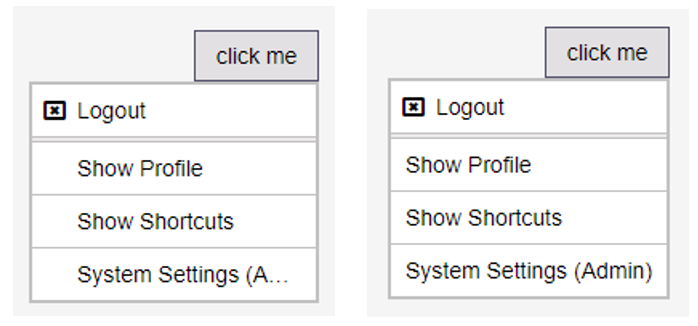 click me
Logout
Show Profile
Show Shortcuts
System Settings (A...
click me
Logout
Show Profile
Show Shortcuts
System Settings (Admin)